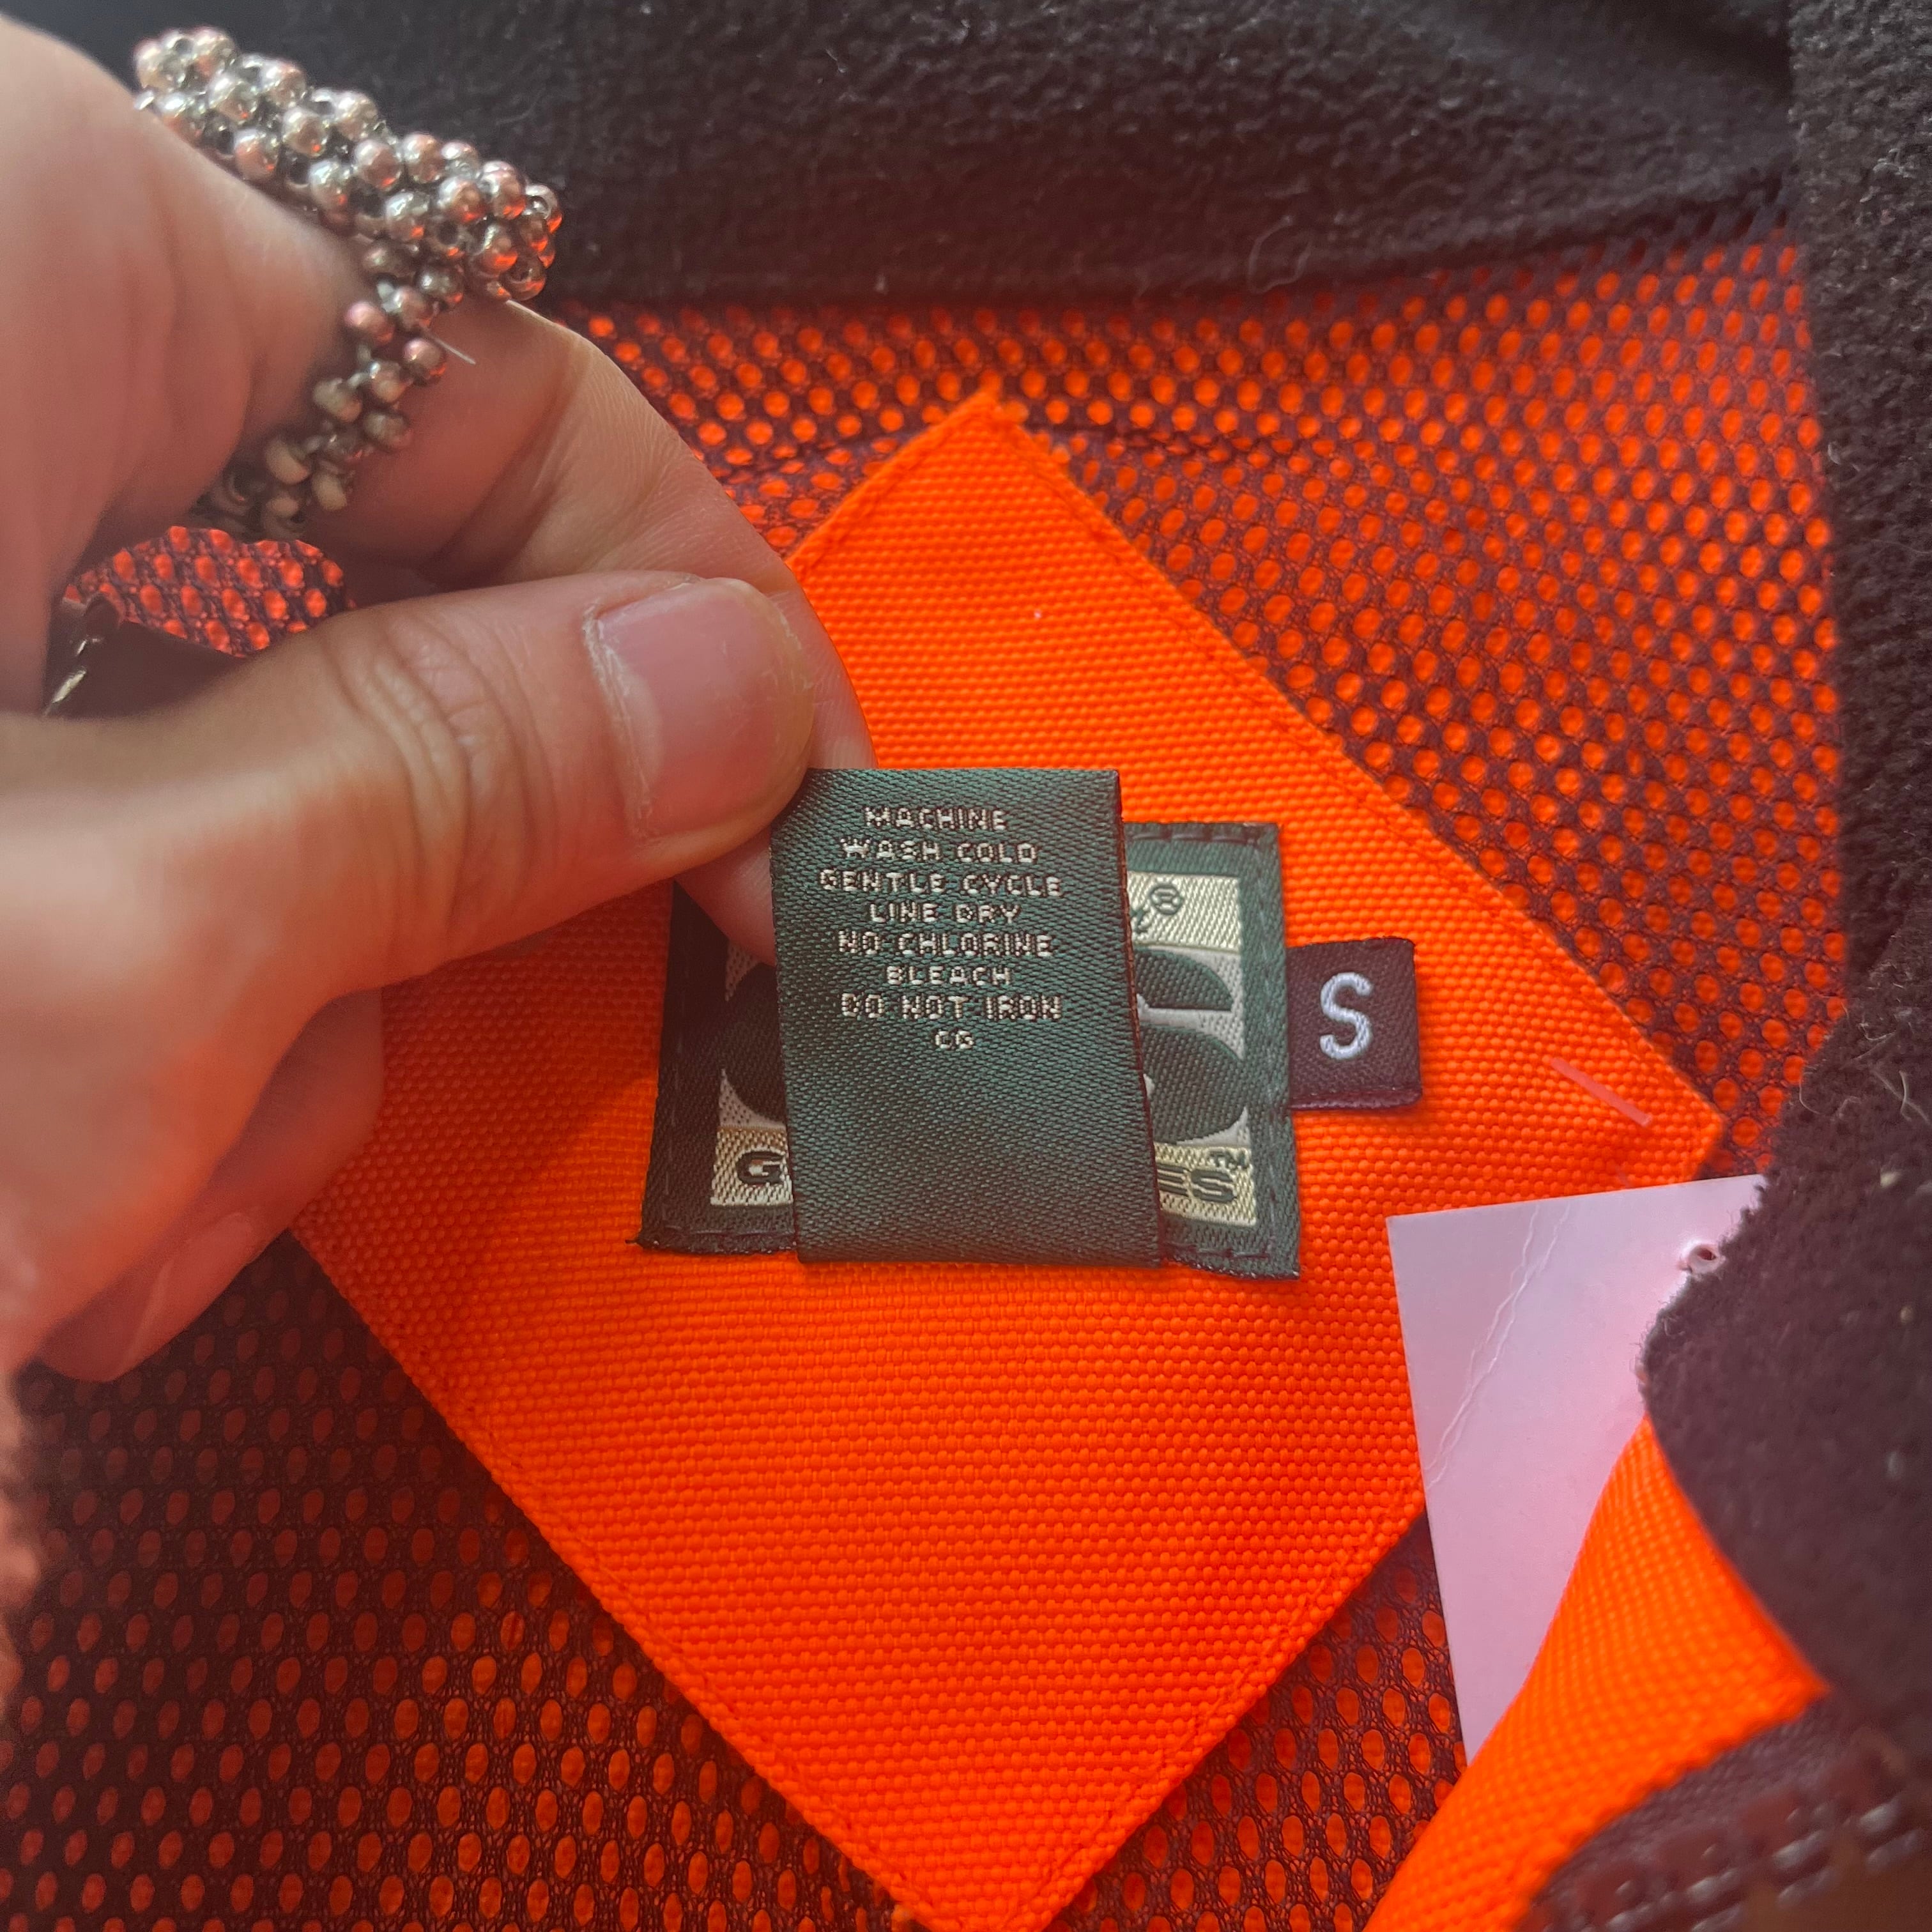 MACHINE
WASH COLD
GENTLE CYCLE
LINE DRY
NO CHLORINE
BLEACH
DO NOT IRON
CG
®
S